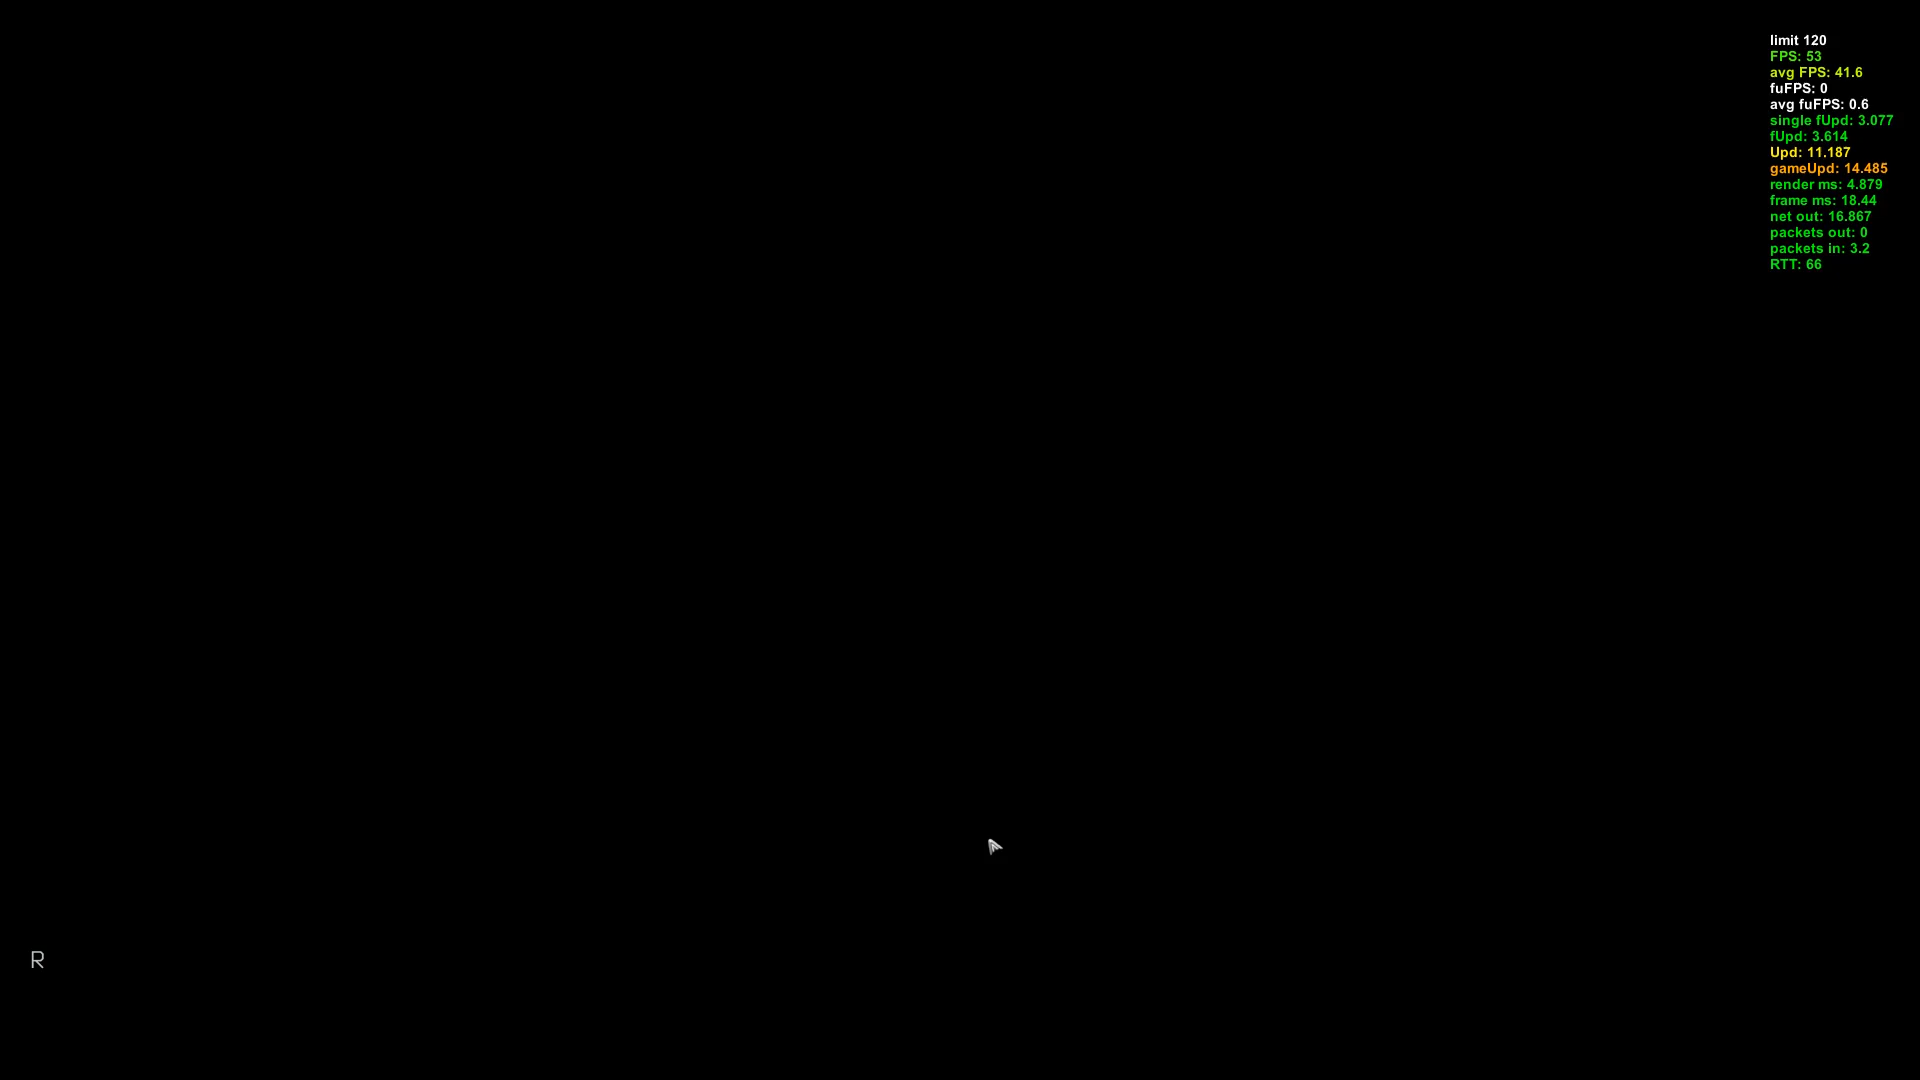 limit 120
FPS: 53
avg FPS: 41.6
fuFPS: 0
avg fuFPS: 0.6
single fUpd: 3.077
fUpd: 3.614
Upd: 11.187
gameUpd: 14.485
render ms: 4.879
frame ms: 18.44
net out: 16.867
packets out: 0
packets in: 3.2
RTT: 66
R